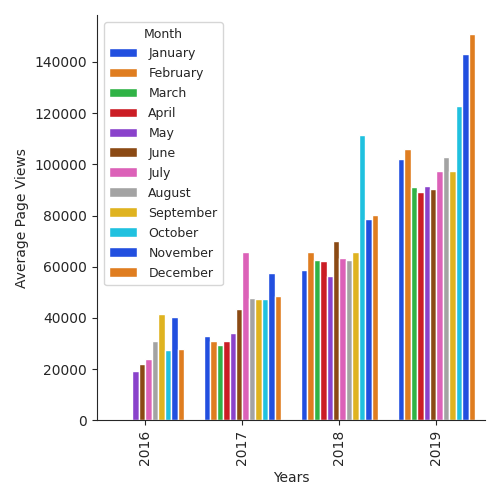 Month
January
February
March
April
May
June
July
August
September
October
November
December
Average Page Views
140000
120000
100000
80000
60000
40000
20000
0
2016
2017
2018
2019
Years